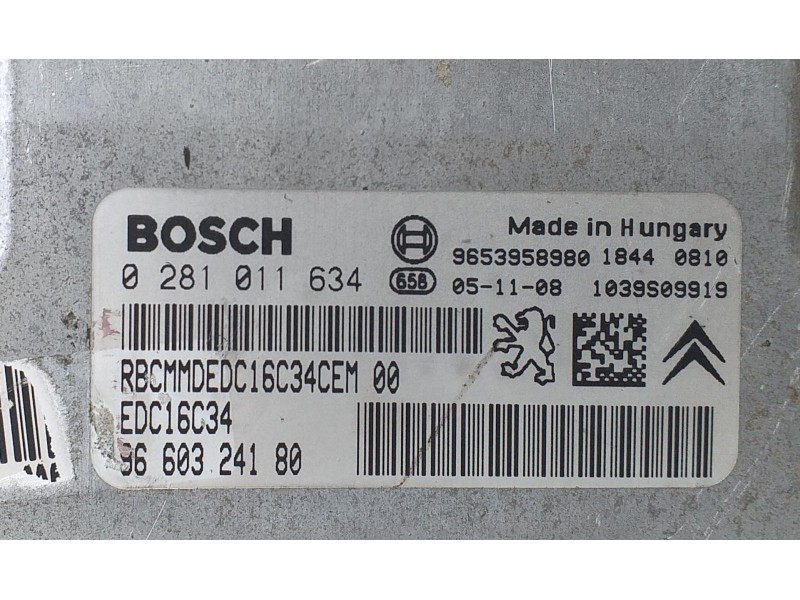 BOSCH
Made in Hungary
9653958980 1844 0810
0 281 011 634
658
05-11-08 1039S09919
RBCMMDEDC16C34CEM 00
EDC16C34
96 603 241 80